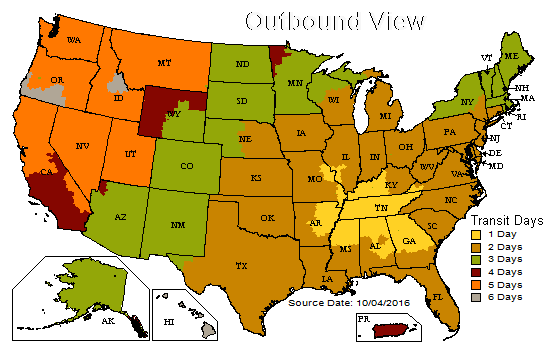 Outbound View
WA
MT
ND
MN
VT
ME
OR
ID
WY
SD
WI
MI
NY
NH
MA
RI
CT
NV
UT
CO
NE
IA
IL
IN
OH
PA
NJ
DE
MD
CA
KS
MO
KY
WV
VA
AZ
NM
OK
AR
TN
NC
SC
TX
LA
MS
AL
GA
FL
AK
HI
PR
Transit Days
1 Day
2 Days
3 Days
4 Days
5 Days
6 Days
Source Date: 10/04/2016